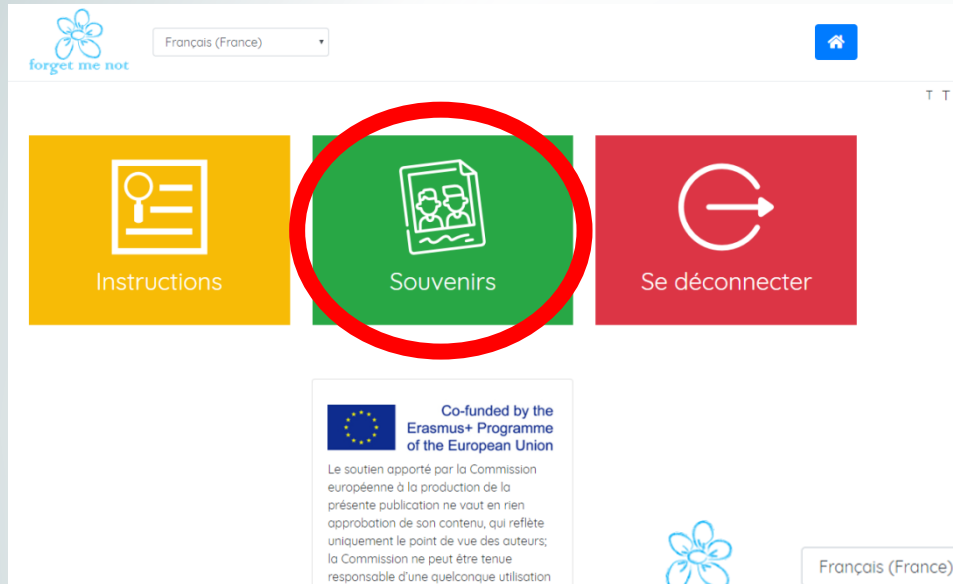 forget me not
Français (France)
T T
Instructions
Souvenirs
Se déconnecter
Co-funded by the
Erasmus+ Programme
of the European Union
Le soutien apporté par la Commission
européenne à la production de la
présente publication ne vaut en rien
approbation de son contenu, qui reflète
uniquement le point de vue des auteurs;
la Commission ne peut être tenue
responsable d'une quelconque utilisation
Français (France)